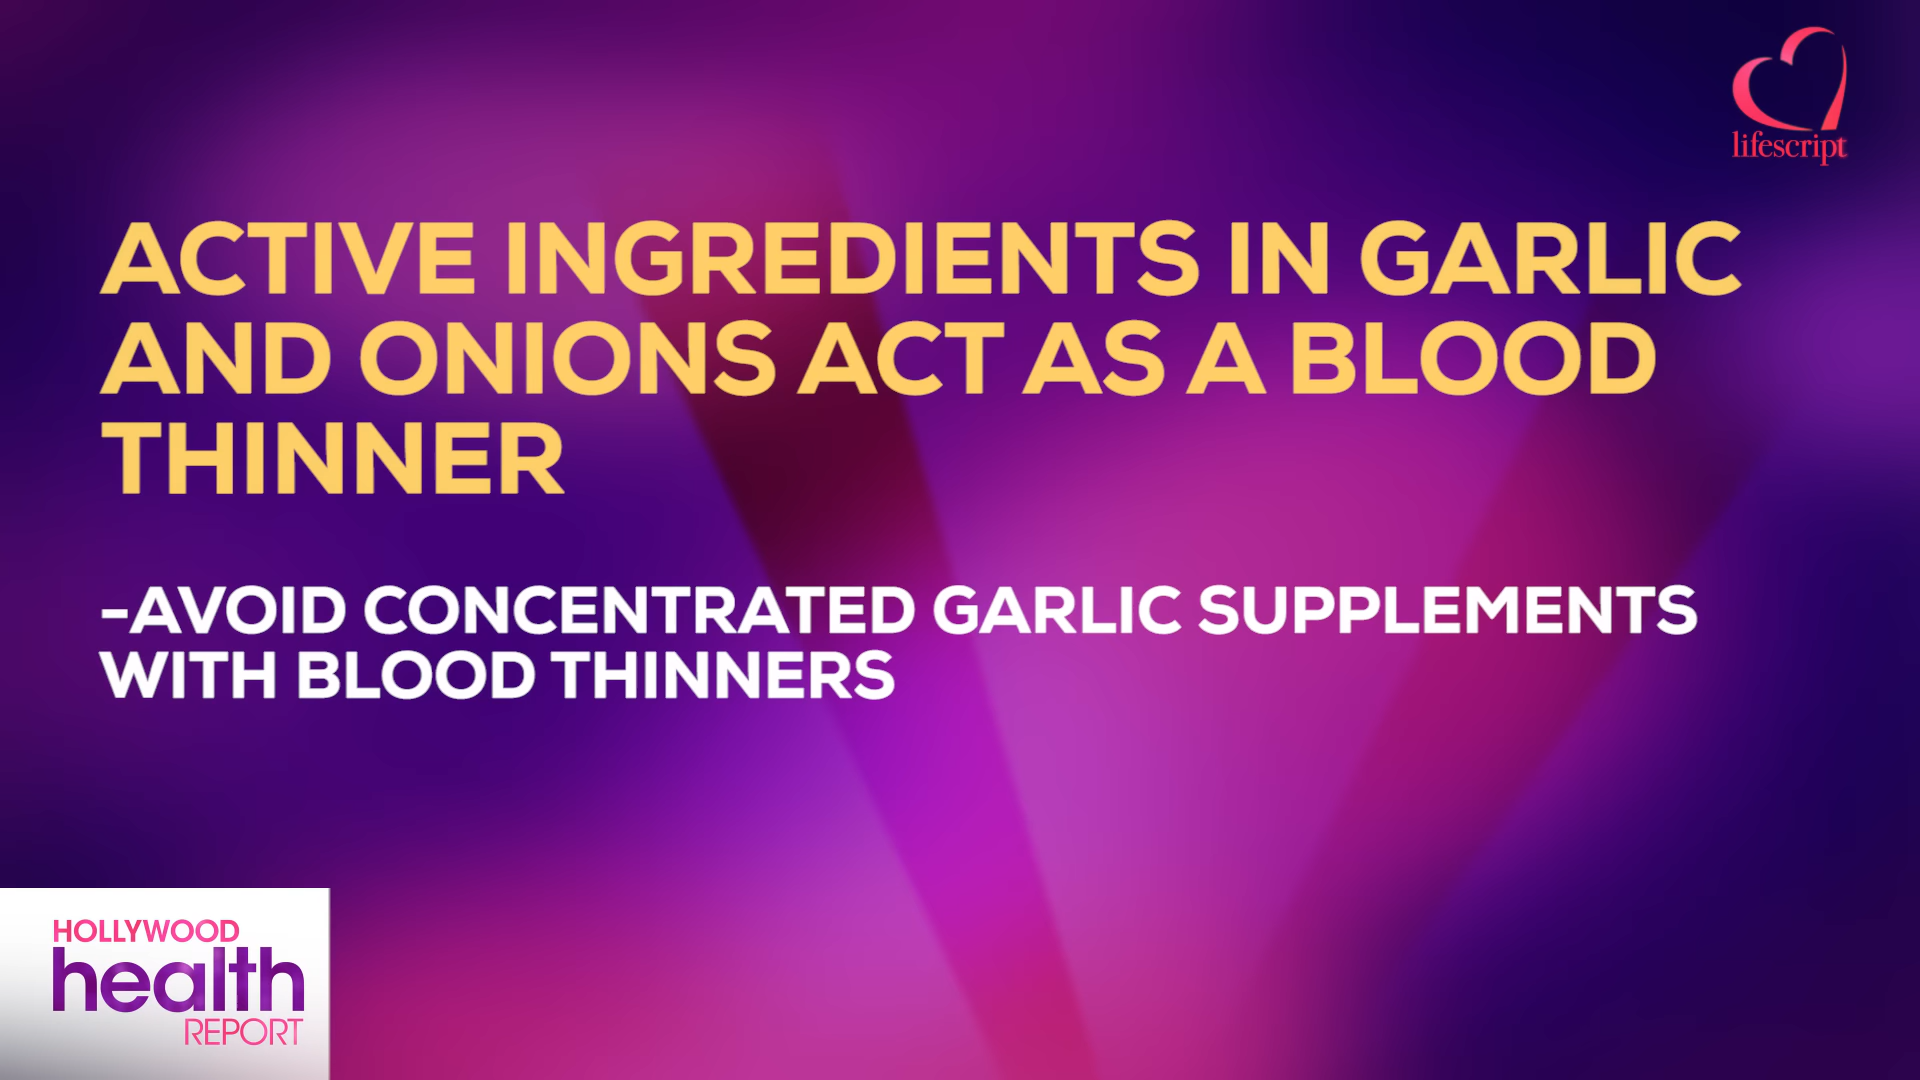 lifescript
ACTIVE INGREDIENTS IN GARLIC
AND ONIONS ACT AS A BLOOD
THINNER
-AVOID CONCENTRATED GARLIC SUPPLEMENTS
WITH BLOOD THINNERS
HOLLYWOOD
health
REPORT